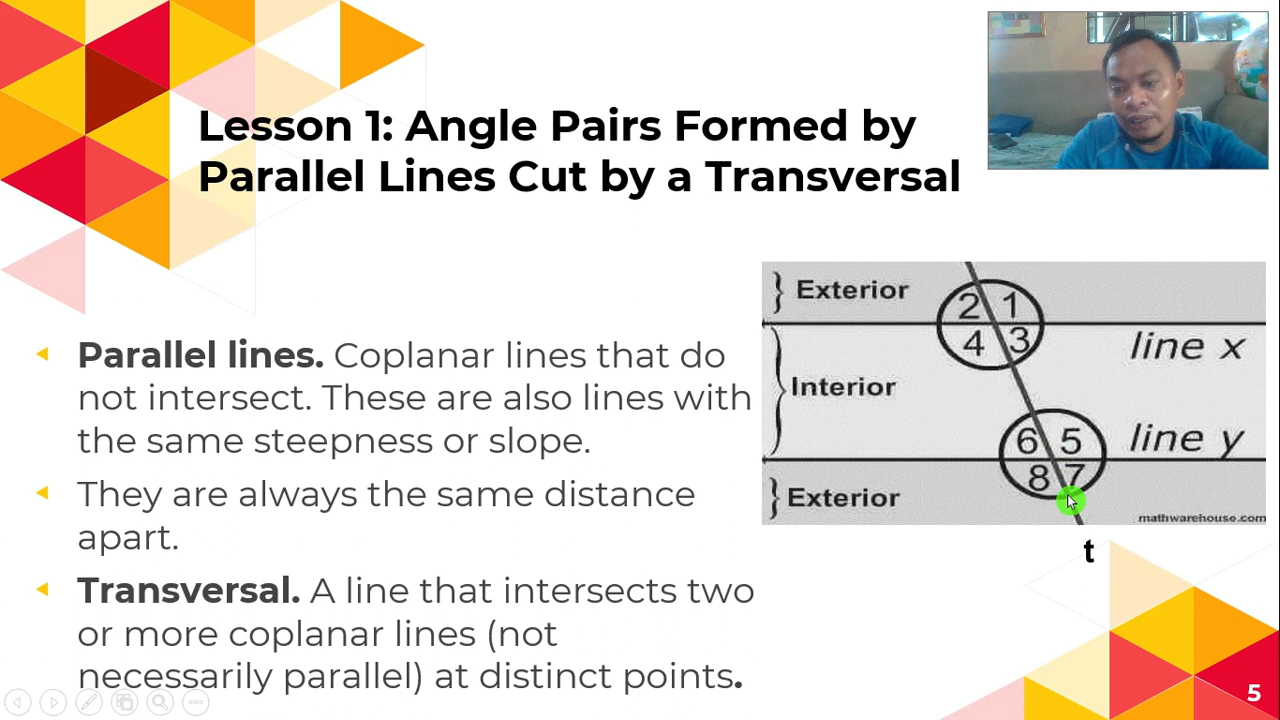 Lesson 1: Angle Pairs Formed by
Parallel Lines Cut by a Transversal
Parallel lines. Coplanar lines that do
not intersect. These are also lines with
the same steepness or slope.
They are always the same distance
apart.
Transversal. A line that intersects two
or more coplanar lines (not
necessarily parallel) at distinct points.
} Exterior
2 1
4 3
line x
Interior
6 5
line y
8 7
} Exterior
mathwarehouse.com
t
5